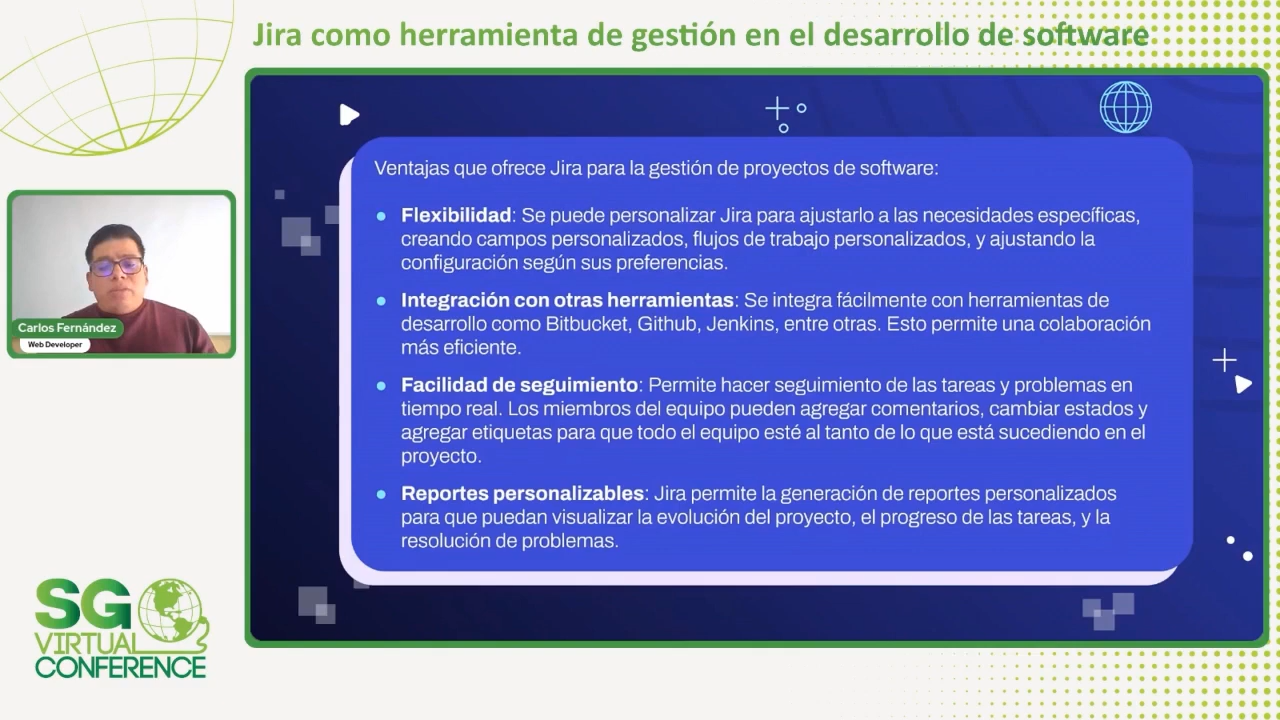 Jira como herramienta de gestión en el desarrollo de software
Ventajas que ofrece Jira para la gestión de proyectos de software:
Flexibilidad: Se puede personalizar Jira para ajustarlo a las necesidades específicas,
creando campos personalizados, flujos de trabajo personalizados, y ajustando la
configuración según sus preferencias.
Integración con otras herramientas: Se integra fácilmente con herramientas de
desarrollo como Bitbucket, Github, Jenkins, entre otras. Esto permite una colaboración
más eficiente.
Facilidad de seguimiento: Permite hacer seguimiento de las tareas y problemas en
tiempo real. Los miembros del equipo pueden agregar comentarios, cambiar estados y
agregar etiquetas para que todo el equipo esté al tanto de lo que está sucediendo en el
proyecto.
Reportes personalizables: Jira permite la generación de reportes personalizados
para que puedan visualizar la evolución del proyecto, el progreso de las tareas, y la
resolución de problemas.
Carlos Fernández
Web Developer
SG
VIRTUAL
CONFERENCE